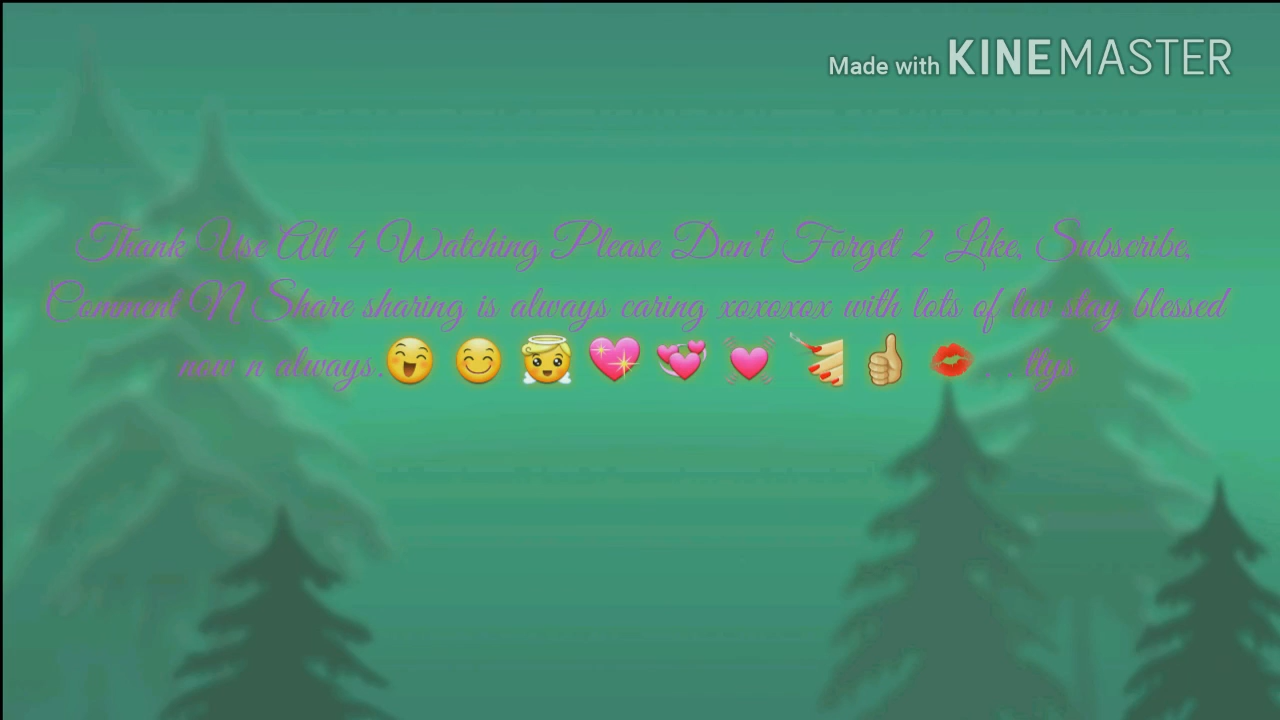 Made with KINEMASTER
Thank Use All 4 Watching Please Don't Forget 2 Like, Subscribe,
Comment N Share sharing is always caring xoxoxox with lots of luv stay blessed
now n always.😄 😊 😇 💖 💞 💓 💅 👍 💋 . . . llys